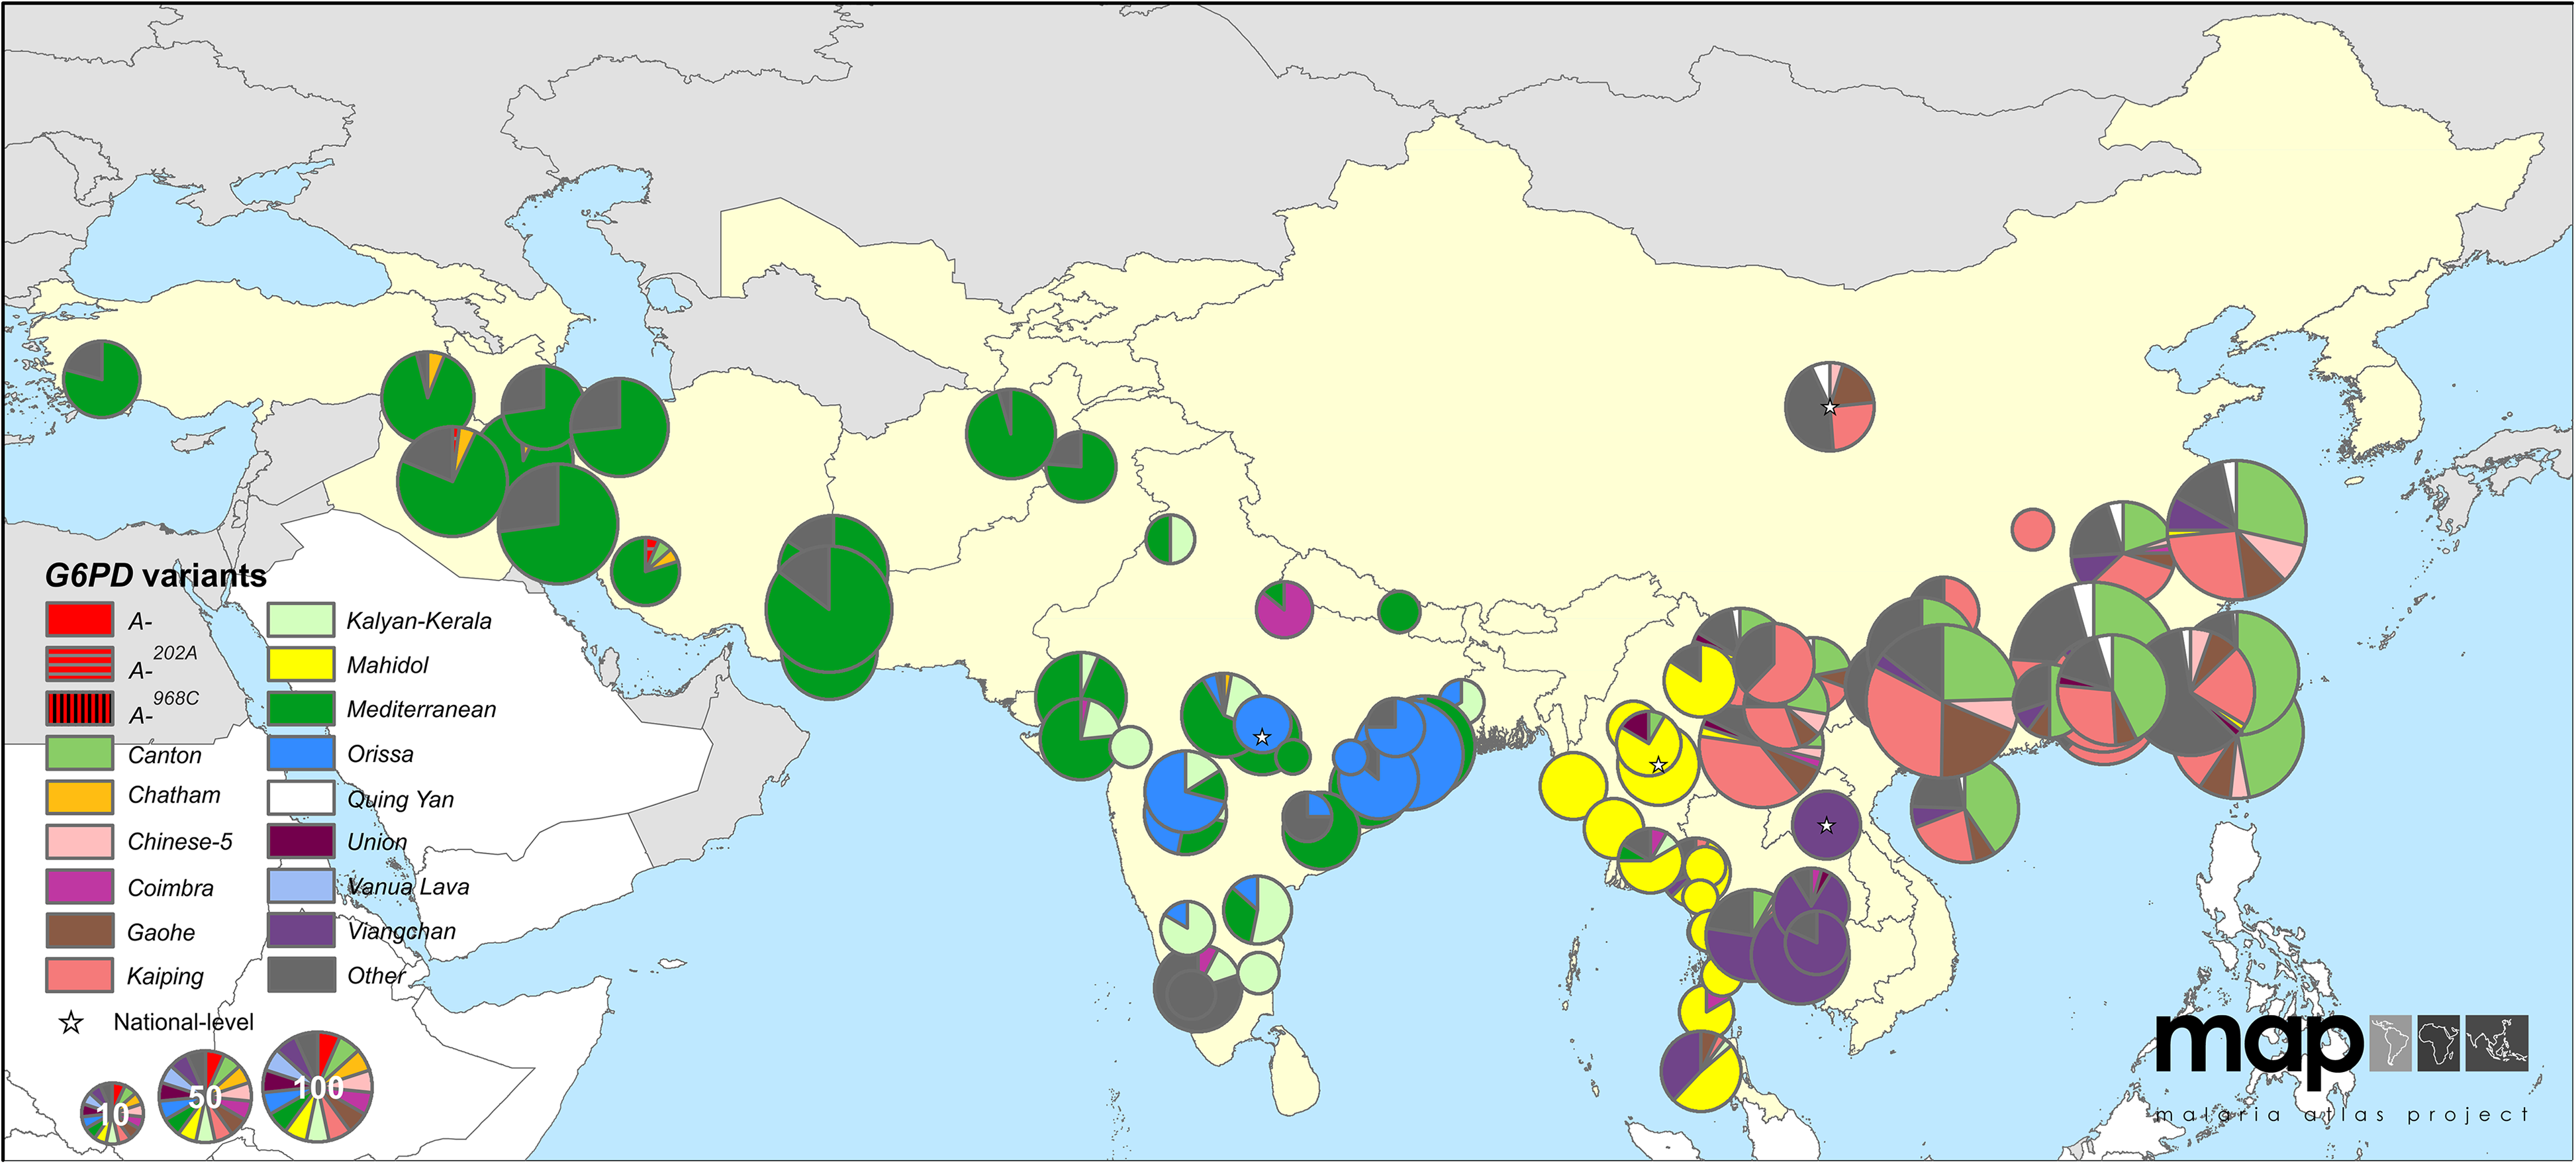 G6PD variants
A-
A-202A
A-968C
Canton
Chatham
Chinese-5
Coimbra
Gaohe
Kaiping
Kalyan-Kerala
Mahidol
Mediterranean
Orissa
Quing Yan
Union
Vanua Lava
Viangchan
Other
National-level
10
50
100
map
malaria atlas project